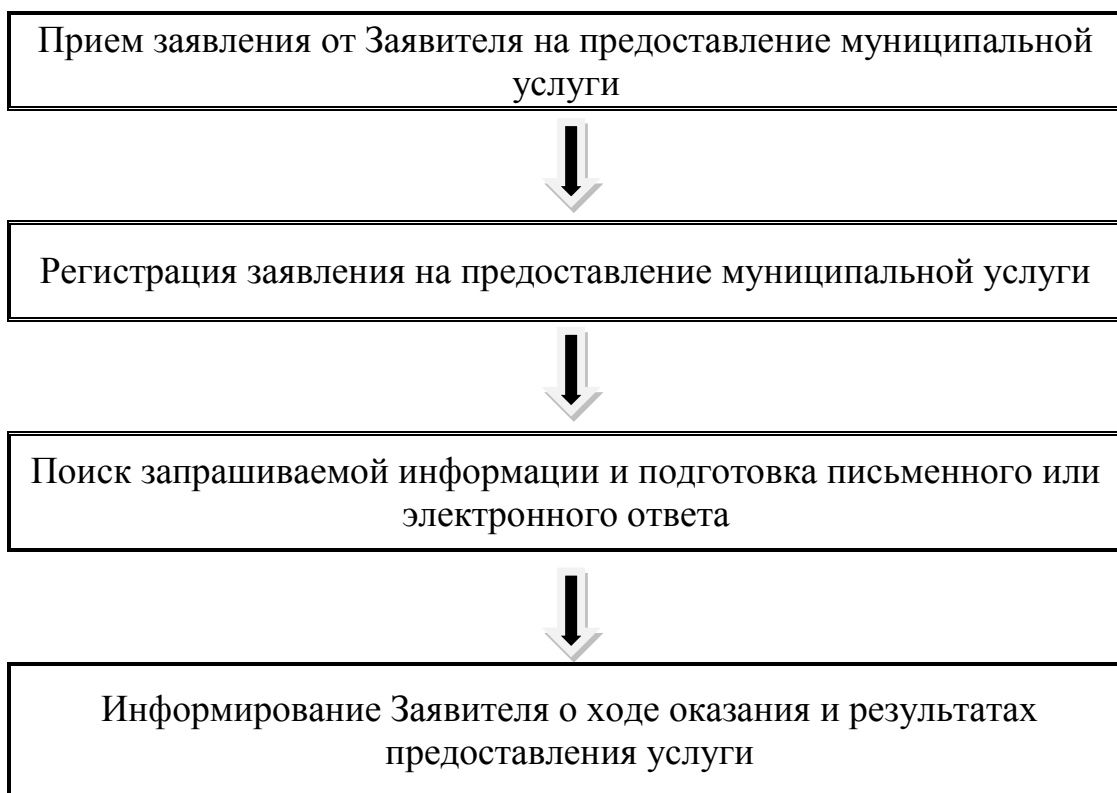 Прием заявления от Заявителя на предоставление муниципальной
услуги
Регистрация заявления на предоставление муниципальной услуги
Поиск запрашиваемой информации и подготовка письменного или
электронного ответа
Информирование Заявителя о ходе оказания и результатах
предоставления услуги